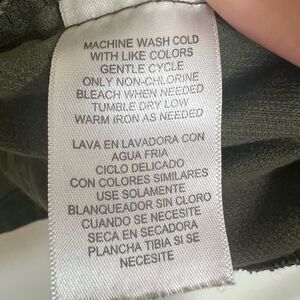 MACHINE WASH COLD
WITH LIKE COLORS
GENTLE CYCLE
ONLY NON-CHLORINE
BLEACH WHEN NEEDED
TUMBLE DRY LOW
WARM IRON AS NEEDED
LAVA EN LAVADORA CON
AGUA FRIA
CICLO DELICADO
CON COLORES SIMILARES
USE SOLAMENTE
BLANQUEADOR SIN CLORO
CUANDO SE NECESITE
SECA EN SECADORA
PLANCHA TIBIA SI SE
NECESITE